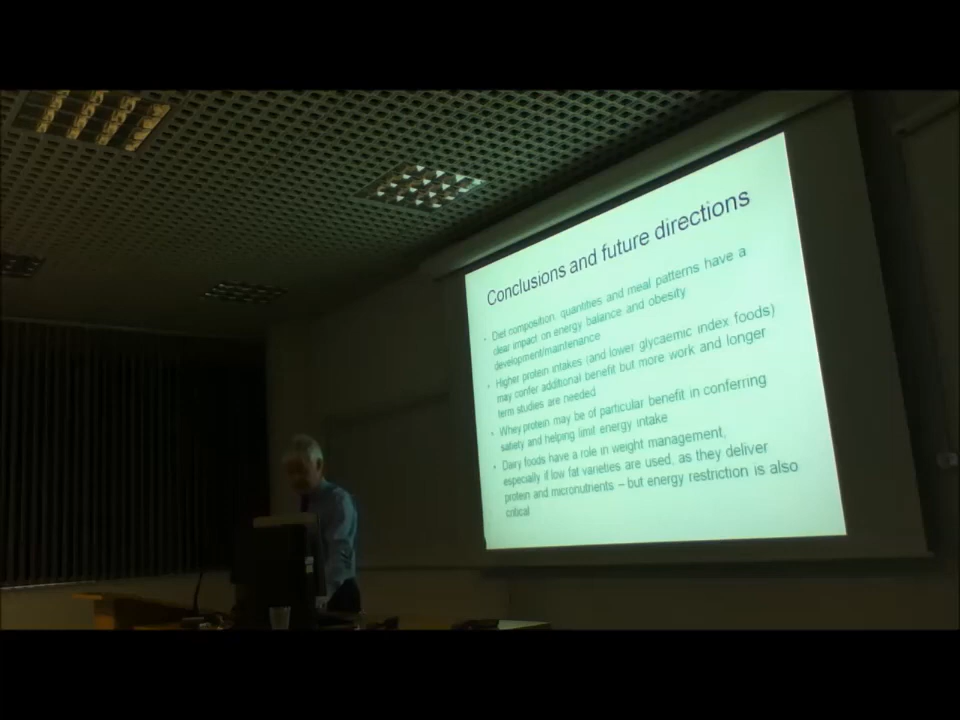 Conclusions and future directions
• Diet composition, quantities and meal patterns have a
clear impact on energy balance and obesity
development/maintenance
• Higher protein intakes (and lower glycaemic index foods)
may confer additional benefit but more work and longer
term studies are needed
• Whey protein may be of particular benefit in conferring
satiety and helping limit energy intake
• Dairy foods have a role in weight management,
especially if low fat varieties are used, as they deliver
protein and micronutrients – but energy restriction is also
critical